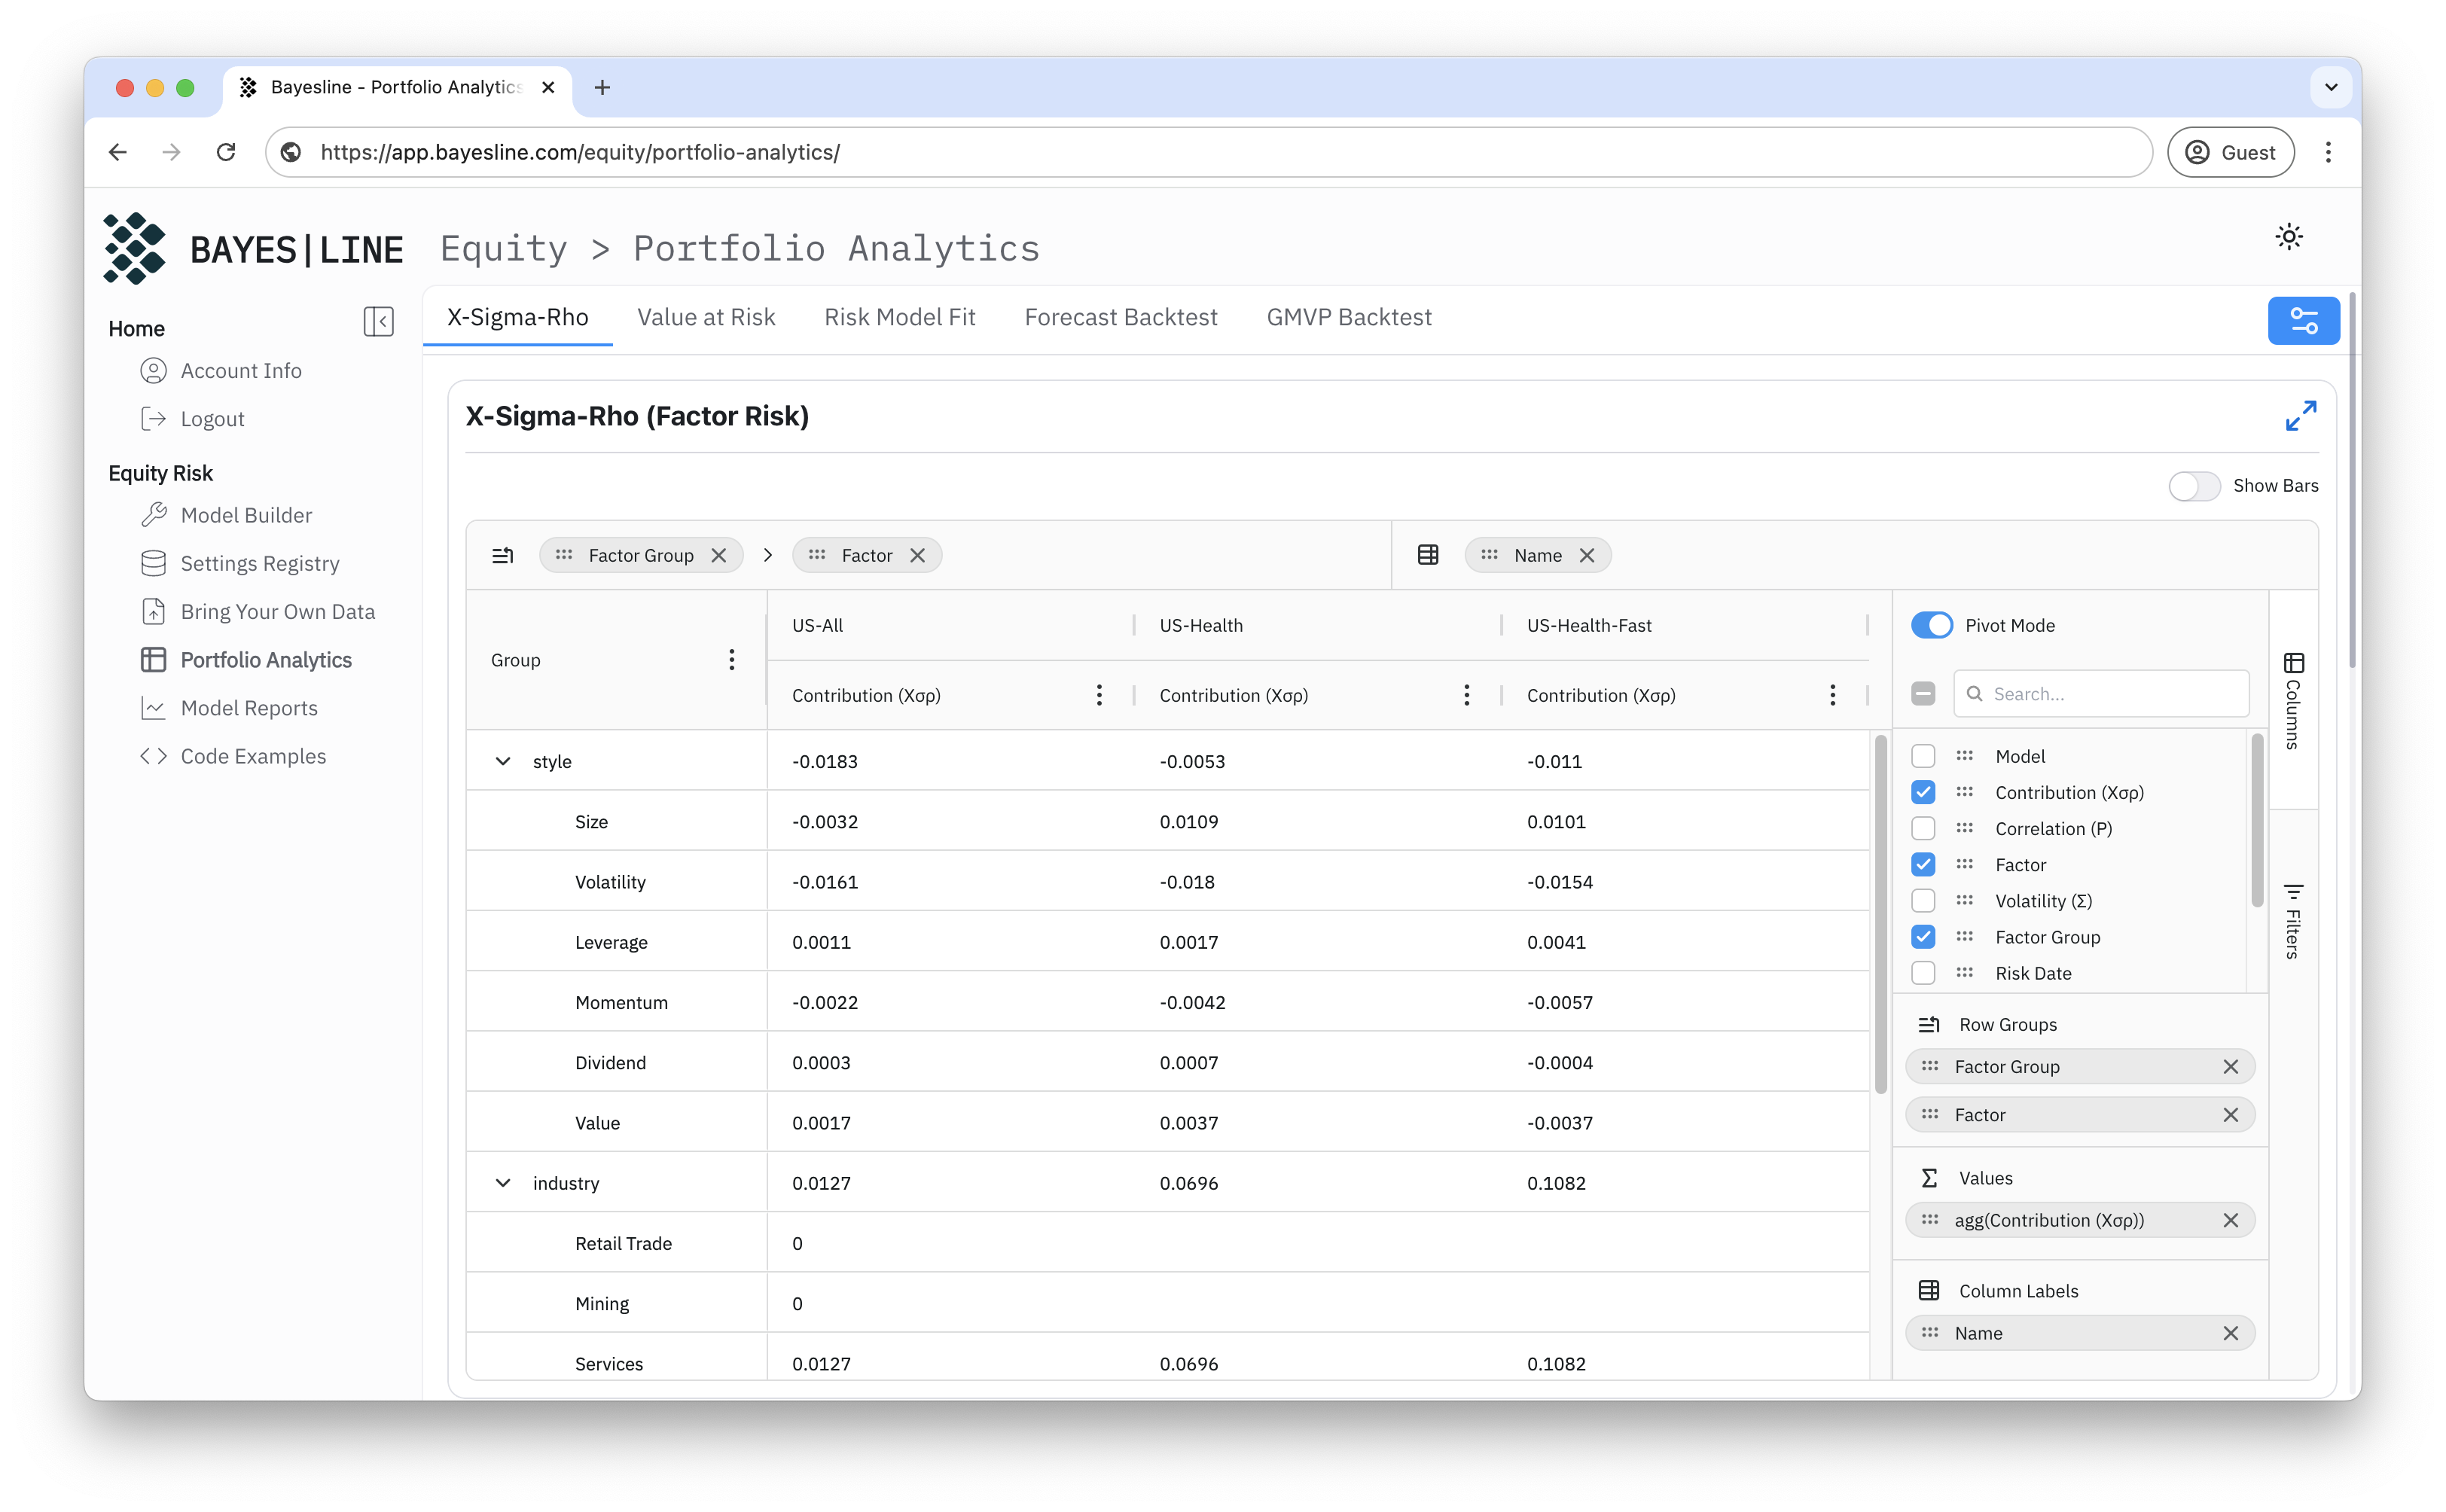 Bayesline - Portfolio Analytics
https://app.bayesline.com/equity/portfolio-analytics/
Guest
BAYES|LINE
Equity > Portfolio Analytics
Home
Account Info
Logout
Equity Risk
Model Builder
Settings Registry
Bring Your Own Data
Portfolio Analytics
Model Reports
Code Examples
X-Sigma-Rho Value at Risk Risk Model Fit Forecast Backtest GMVP Backtest
X-Sigma-Rho (Factor Risk)
Show Bars
Factor Group > Factor Name
Group
US-All US-Health US-Health-Fast
Contribution (Xσρ) Contribution (Xσρ) Contribution (Xσρ)
style -0.0183 -0.0053 -0.011
Size -0.0032 0.0109 0.0101
Volatility -0.0161 -0.018 -0.0154
Leverage 0.0011 0.0017 0.0041
Momentum -0.0022 -0.0042 -0.0057
Dividend 0.0003 0.0007 -0.0004
Value 0.0017 0.0037 -0.0037
industry 0.0127 0.0696 0.1082
Retail Trade 0
Mining 0
Services 0.0127 0.0696 0.1082
Pivot Mode
Search...
Model
Contribution (Xσρ)
Correlation (Ρ)
Factor
Volatility (Σ)
Factor Group
Risk Date
Row Groups
Factor Group
Factor
Values
agg(Contribution (Xσρ))
Column Labels
Name
Columns
Filters